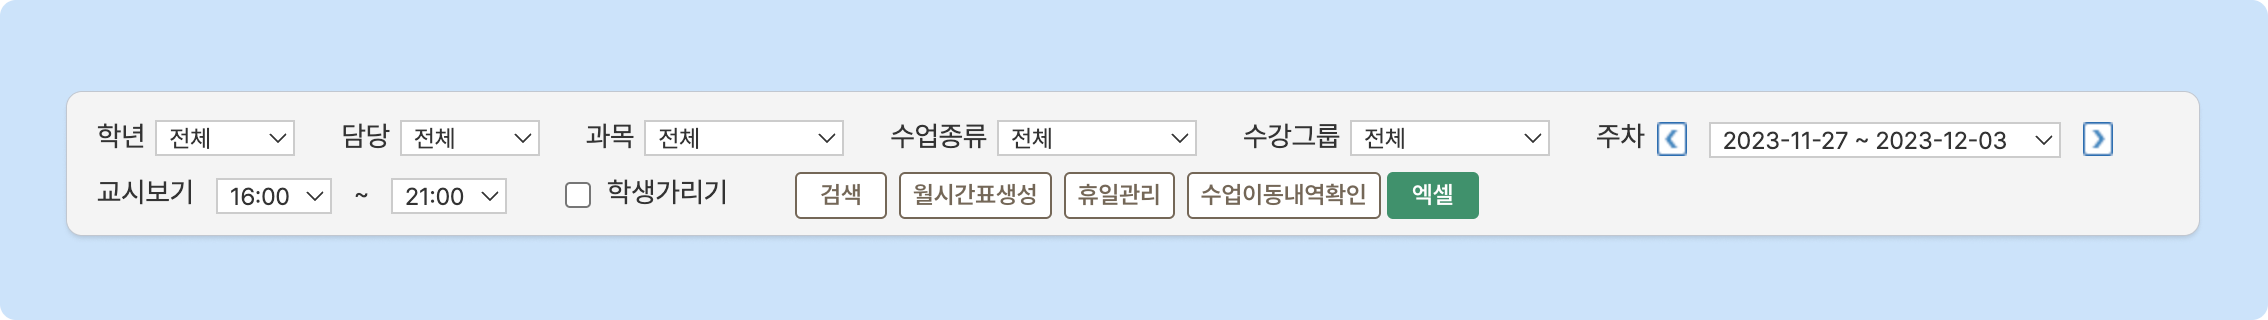 학년 전체 담당 전체 과목 전체 수업종류 전체 수강그룹 전체 주차 2023-11-27 ~ 2023-12-03
교시보기 16:00 ~ 21:00 학생가리기 검색 월시간표생성 휴일관리 수업이동내역확인 엑셀